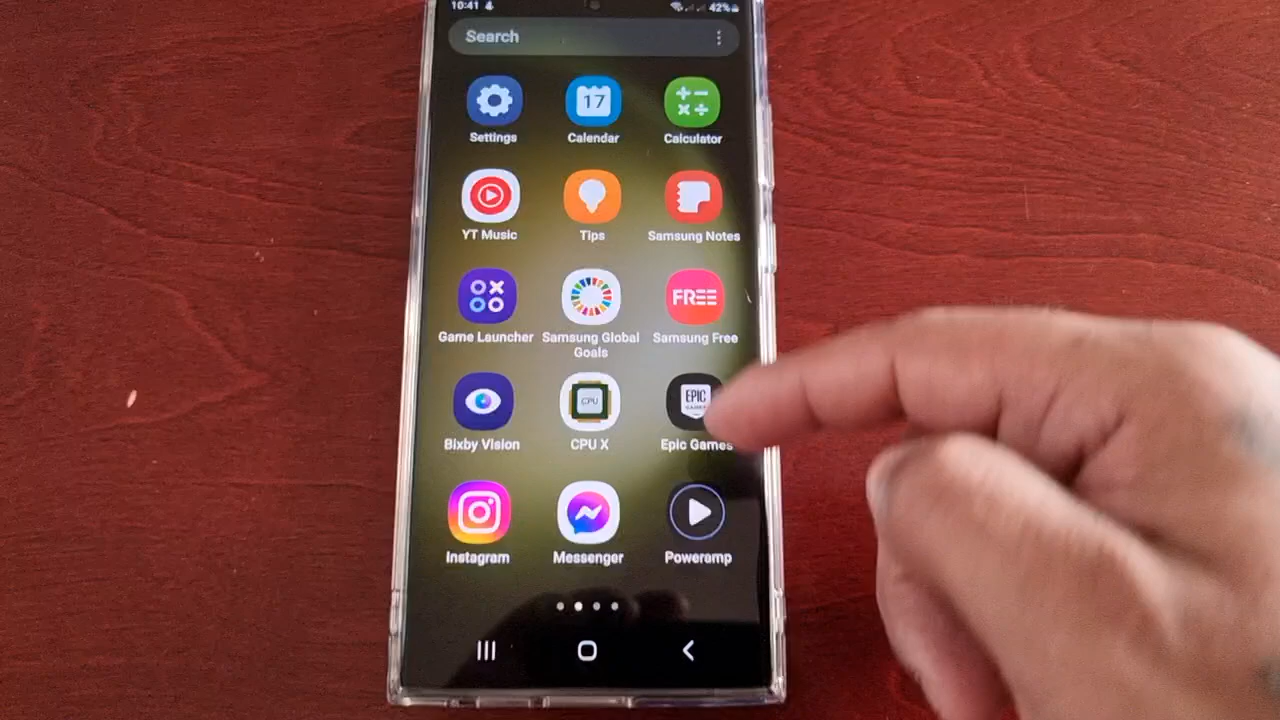 10:41
42%
Search
17
Settings
Calendar
Calculator
YT Music
Tips
Samsung Notes
FREE
Game Launcher
Samsung Global
Goals
Samsung Free
CPU
EPIC
GAMES
Bixby Vision
CPU X
Epic Games
Instagram
Messenger
Poweramp